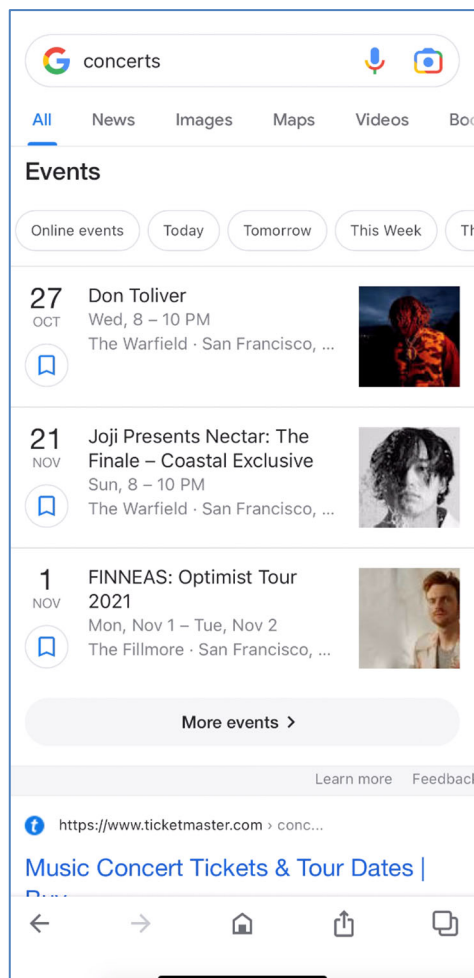 concerts
All News Images Maps Videos
Events
Online events Today Tomorrow This Week
27
OCT
Don Toliver
Wed, 8 – 10 PM
The Warfield · San Francisco, ...
21
NOV
Joji Presents Nectar: The
Finale – Coastal Exclusive
Sun, 8 – 10 PM
The Warfield · San Francisco, ...
1
NOV
FINNEAS: Optimist Tour
2021
Mon, Nov 1 – Tue, Nov 2
The Fillmore · San Francisco, ...
More events >
Learn more Feedback
https://www.ticketmaster.com › conc...
Music Concert Tickets & Tour Dates |